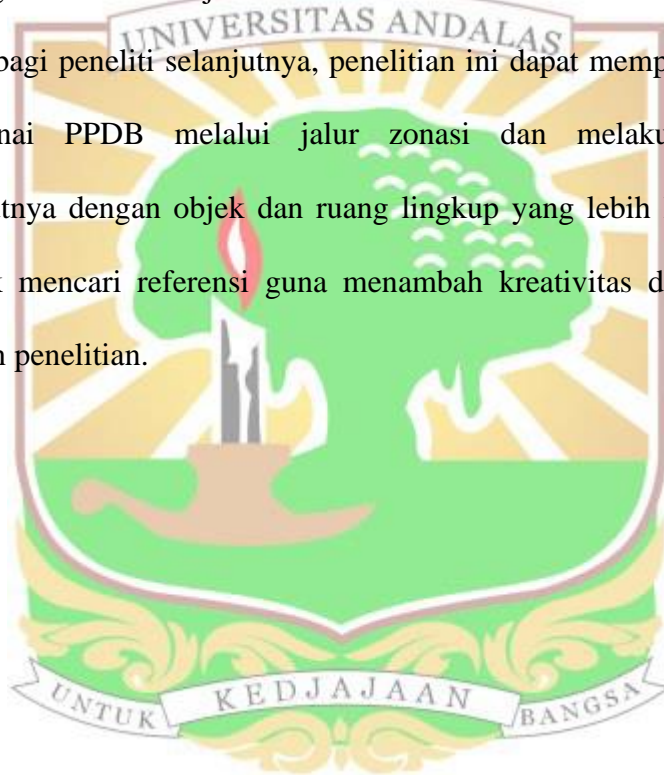 UNIVERSITAS ANDALAS
bagi peneliti selanjutnya, penelitian ini dapat memp
nai PPDB melalui jalur zonasi dan melaku
tnya dengan objek dan ruang lingkup yang lebih
mencari referensi guna menambah kreativitas d
penelitian.
UNTUK KEDJAJAAN BANGSA